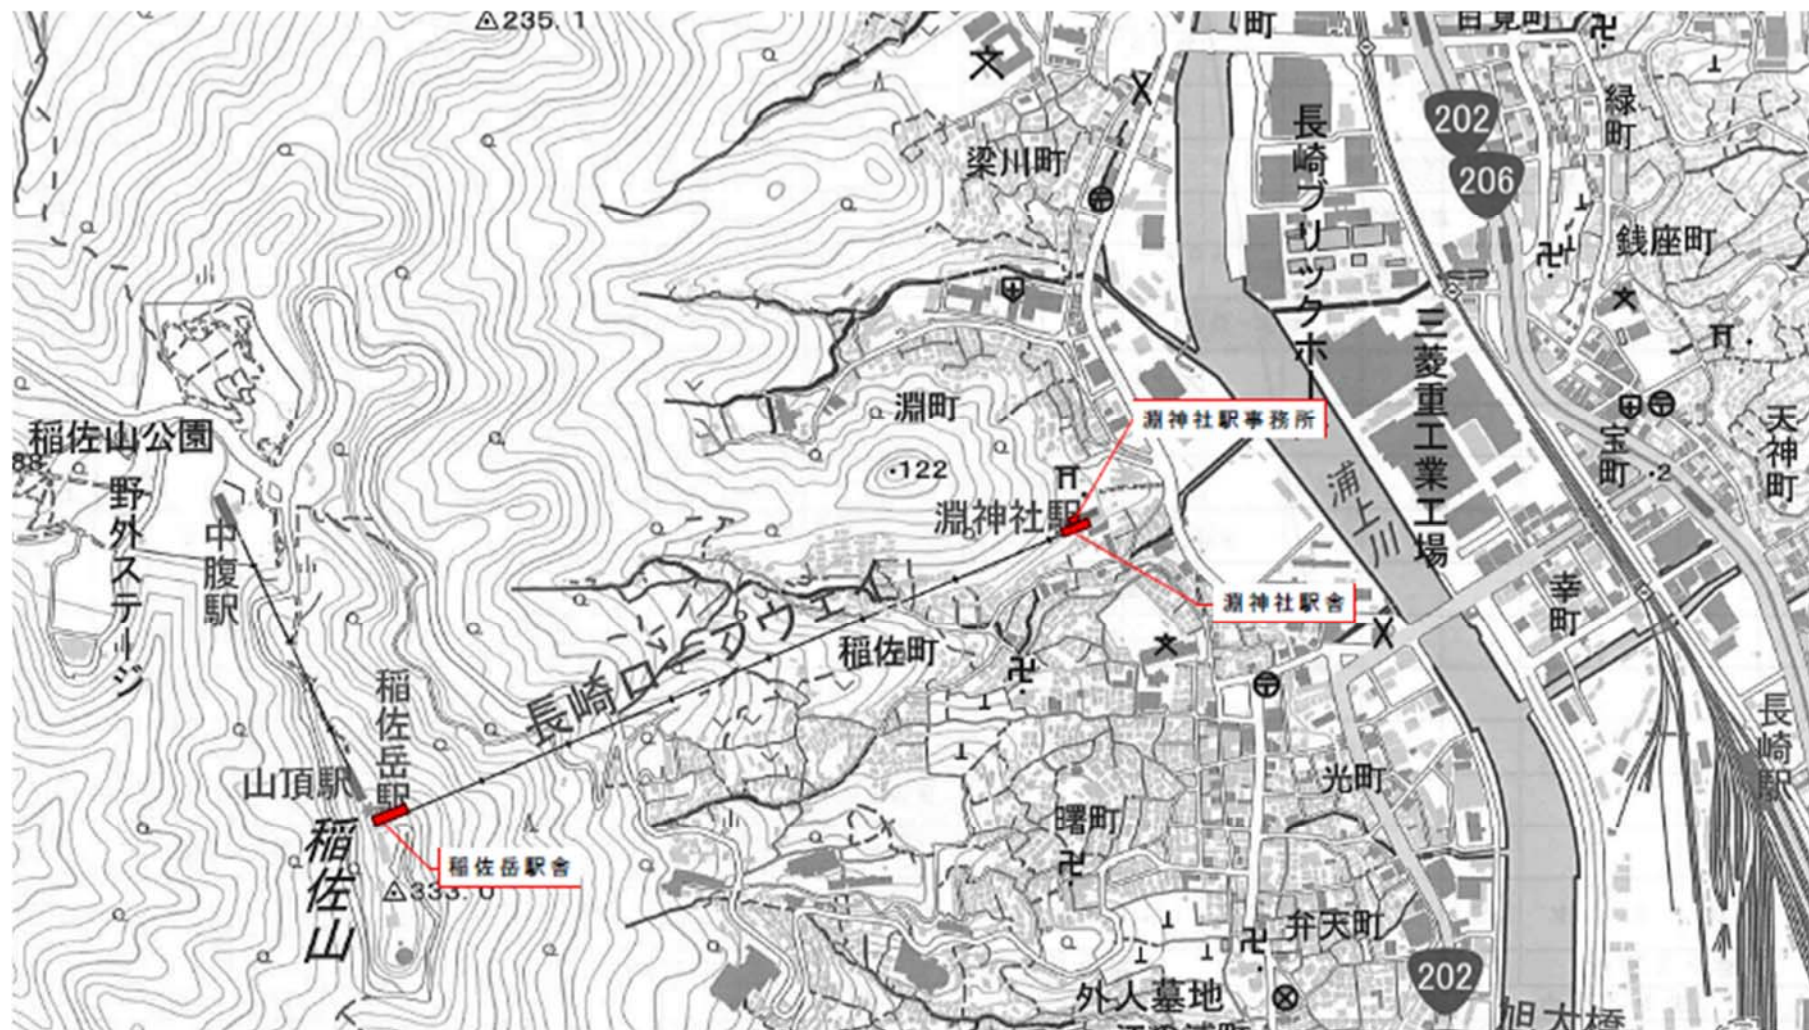 235.1
町
目覚町
202
206
緑町
梁川町
長崎ブリックホー
銭座町
三菱重工業工場
淵町
淵神社駅事務所
天神町
稲佐山公園
宝町
2
122
浦上川
野外ステージ
中腹駅
淵神社駅
淵神社駅舎
幸町
稲佐町
長崎ロープウェイ
稲佐岳駅
山頂駅
長崎駅
光町
曙町
稲佐山
稲佐岳駅舎
333.0
弁天町
202
外人墓地
旭大橋